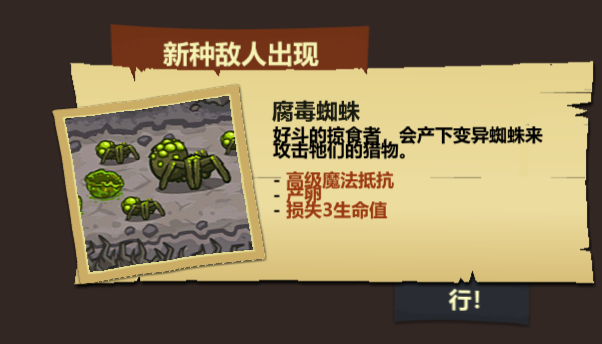 新种敌人出现
腐毒蜘蛛
好斗的掠食者，会产下变异蜘蛛来
攻击牠们的猎物。
- 高级魔法抵抗
- 产卵
- 损失3生命值
行!